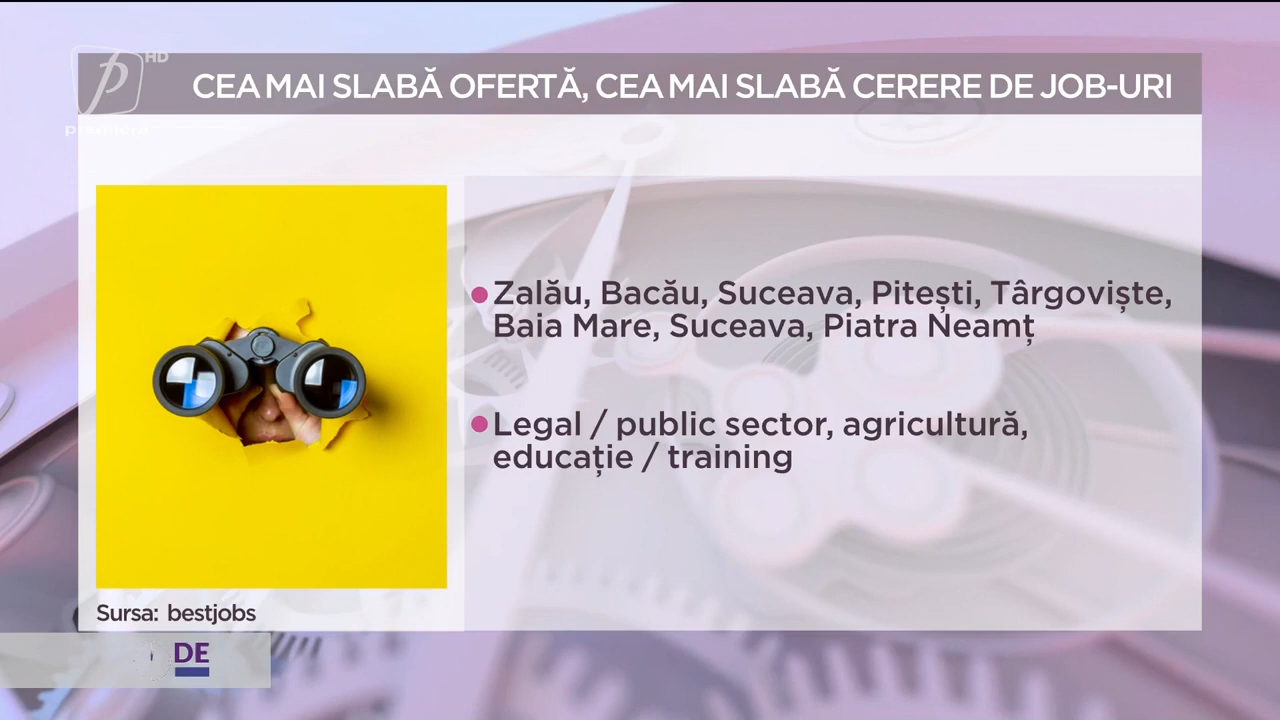 HD
CEA MAI SLABĂ OFERTĂ, CEA MAI SLABĂ CERERE DE JOB-URI
Zalău, Bacău, Suceava, Pitești, Târgoviște,
Baia Mare, Suceava, Piatra Neamț
Legal / public sector, agricultură,
educație / training
Sursa: bestjobs
DE